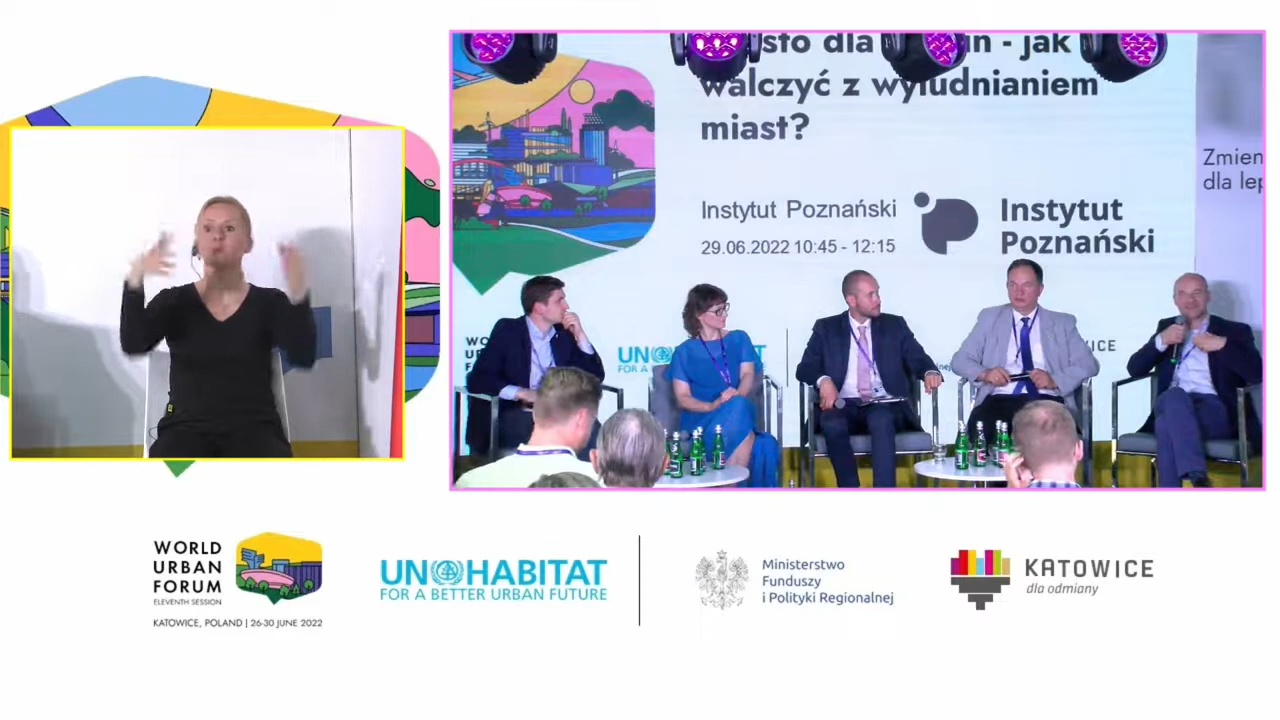 walczyć z wyludnianiem
miast?
Instytut Poznański
29.06.2022 10:45 - 12:15
Instytut
Poznański
Zmien
dla lep
UN
FOR A
WORLD
URBAN
FORUM
ELEVENTH SESSION
KATOWICE, POLAND | 26-30 JUNE 2022
UN HABITAT
FOR A BETTER URBAN FUTURE
Ministerstwo
Funduszy
i Polityki Regionalnej
KATOWICE
dla odmiany